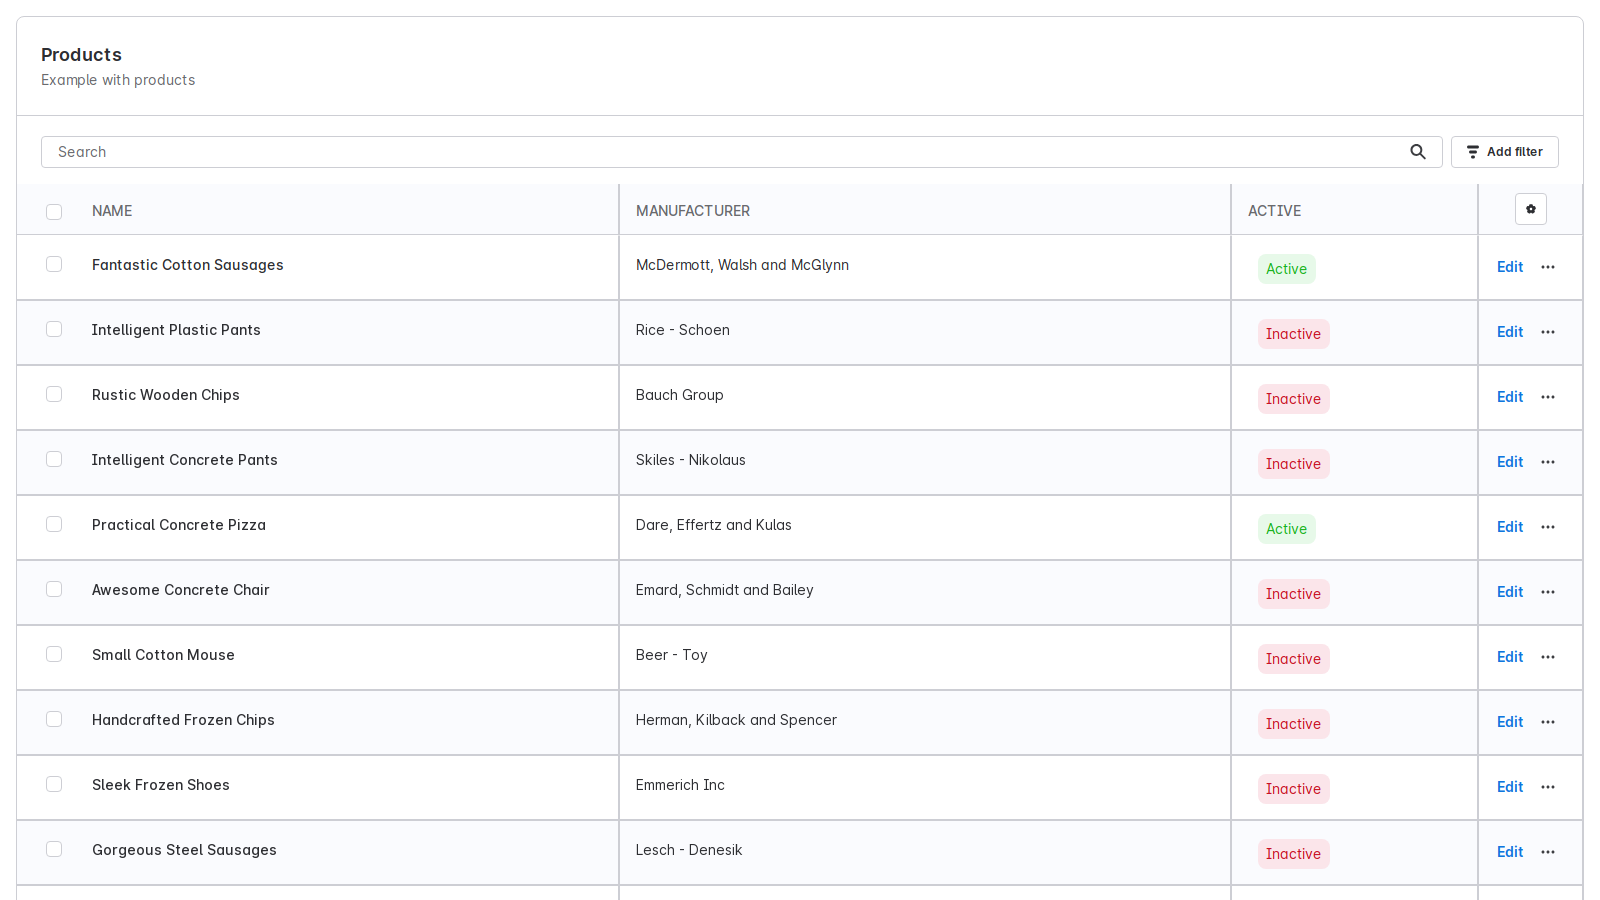 Products
Example with products
Search
Add filter
NAME MANUFACTURER ACTIVE
Fantastic Cotton Sausages McDermott, Walsh and McGlynn Active Edit
Intelligent Plastic Pants Rice - Schoen Inactive Edit
Rustic Wooden Chips Bauch Group Inactive Edit
Intelligent Concrete Pants Skiles - Nikolaus Inactive Edit
Practical Concrete Pizza Dare, Effertz and Kulas Active Edit
Awesome Concrete Chair Emard, Schmidt and Bailey Inactive Edit
Small Cotton Mouse Beer - Toy Inactive Edit
Handcrafted Frozen Chips Herman, Kilback and Spencer Inactive Edit
Sleek Frozen Shoes Emmerich Inc Inactive Edit
Gorgeous Steel Sausages Lesch - Denesik Inactive Edit